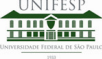 UNIFESP
UNIVERSIDADE FEDERAL DE SÃO PAULO
1933